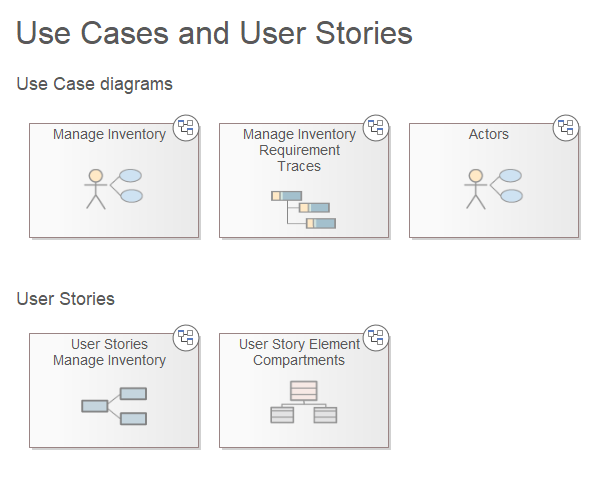 Use Cases and User Stories
Use Case diagrams
Manage Inventory
Manage Inventory
Requirement
Traces
Actors
User Stories
User Stories
Manage Inventory
User Story Element
Compartments